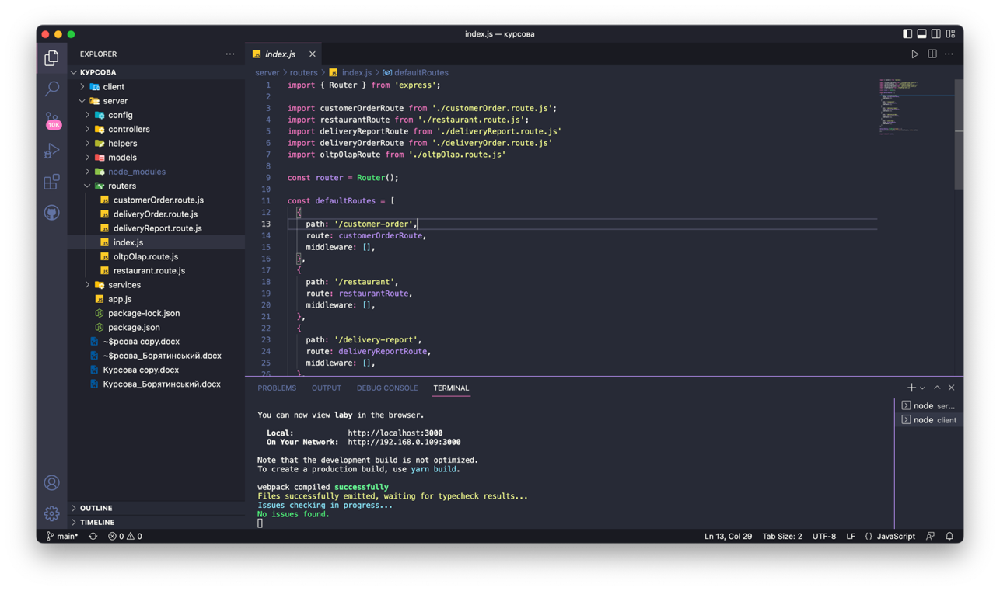 index.js — курсова
EXPLORER
КУРСОВА
client
server
config
controllers
helpers
models
node_modules
routers
customerOrder.route.js
deliveryOrder.route.js
deliveryReport.route.js
index.js
oltpOlap.route.js
restaurant.route.js
services
app.js
package-lock.json
package.json
~$рсова copy.docx
~$рсова_Борятинський.docx
Курсова copy.docx
Курсова_Борятинський.docx
OUTLINE
TIMELINE
10K
index.js
server > routers > index.js > defaultRoutes
1 import { Router } from 'express';
2
3 import customerOrderRoute from './customerOrder.route.js';
4 import restaurantRoute from './restaurant.route.js';
5 import deliveryReportRoute from './deliveryReport.route.js'
6 import deliveryOrderRoute from './deliveryOrder.route.js'
7 import oltpOlapRoute from './oltpOlap.route.js'
8
9 const router = Router();
10
11 const defaultRoutes = [
12 {
13 path: '/customer-order',
14 route: customerOrderRoute,
15 middleware: [],
16 },
17 {
18 path: '/restaurant',
19 route: restaurantRoute,
20 middleware: [],
21 },
22 {
23 path: '/delivery-report',
24 route: deliveryReportRoute,
25 middleware: [],
26 },
PROBLEMS OUTPUT DEBUG CONSOLE TERMINAL
You can now view laby in the browser.
Local: http://localhost:3000
On Your Network: http://192.168.0.109:3000
Note that the development build is not optimized.
To create a production build, use yarn build.
webpack compiled successfully
Files successfully emitted, waiting for typecheck results...
Issues checking in progress...
No issues found.
node ser...
node client
main* 0 0 Ln 13, Col 29 Tab Size: 2 UTF-8 LF {} JavaScript